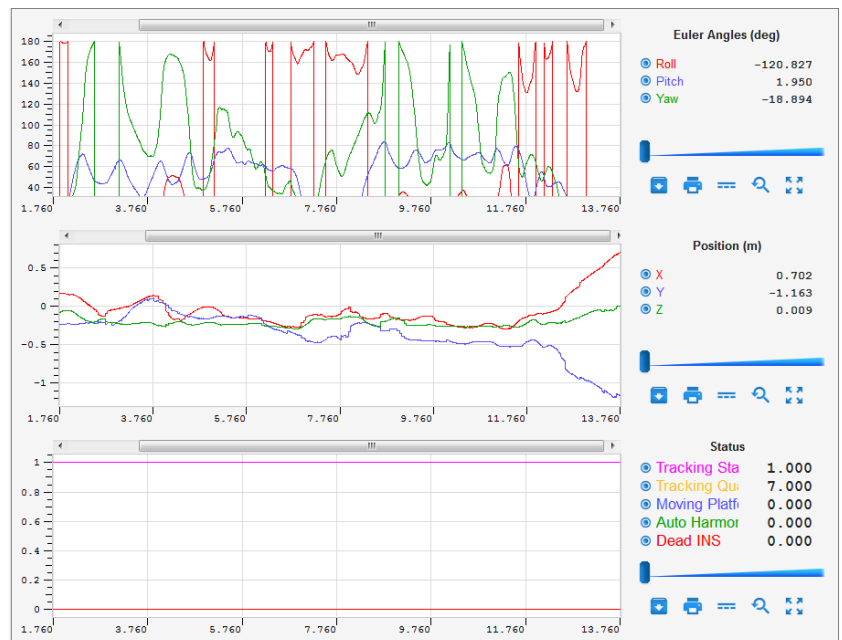 Euler Angles (deg)
180
160
140
120
100
80
60
40
1.760 3.760 5.760 7.760 9.760 11.760 13.760
Roll -120.827
Pitch 1.950
Yaw -18.894
Position (m)
0.5
0
-0.5
-1
1.760 3.760 5.760 7.760 9.760 11.760 13.760
X 0.702
Y -1.163
Z 0.009
Status
1
0.8
0.6
0.4
0.2
0
1.760 3.760 5.760 7.760 9.760 11.760 13.760
Tracking Sta 1.000
Tracking Qu 7.000
Moving Platf 0.000
Auto Harmor 0.000
Dead INS 0.000